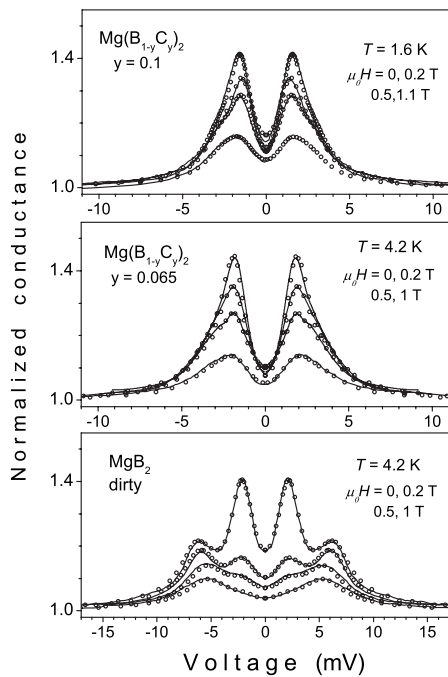 Mg(B1-yCy)2
y = 0.1
T = 1.6 K
μ0H = 0, 0.2 T
0.5,1.1 T
1.4
1.0
-10 -5 0 5 10
Mg(B1-yCy)2
y = 0.065
T = 4.2 K
μ0H = 0, 0.2 T
0.5, 1 T
1.4
1.0
-10 -5 0 5 10
MgB2
dirty
T = 4.2 K
μ0H = 0, 0.2 T
0.5, 1 T
1.4
1.0
-15 -10 -5 0 5 10 15
Normalized conductance
Voltage (mV)